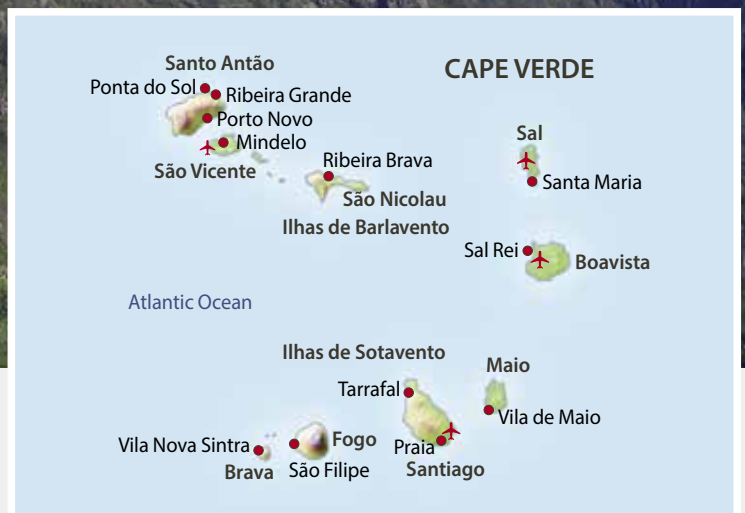 CAPE VERDE
Santo Antão
Ponta do Sol
Ribeira Grande
Porto Novo
Mindelo
São Vicente
Ribeira Brava
São Nicolau
Ilhas de Barlavento
Sal
Santa Maria
Sal Rei
Boavista
Atlantic Ocean
Ilhas de Sotavento
Maio
Tarrafal
Vila de Maio
Vila Nova Sintra
Fogo
Praia
Brava
São Filipe
Santiago